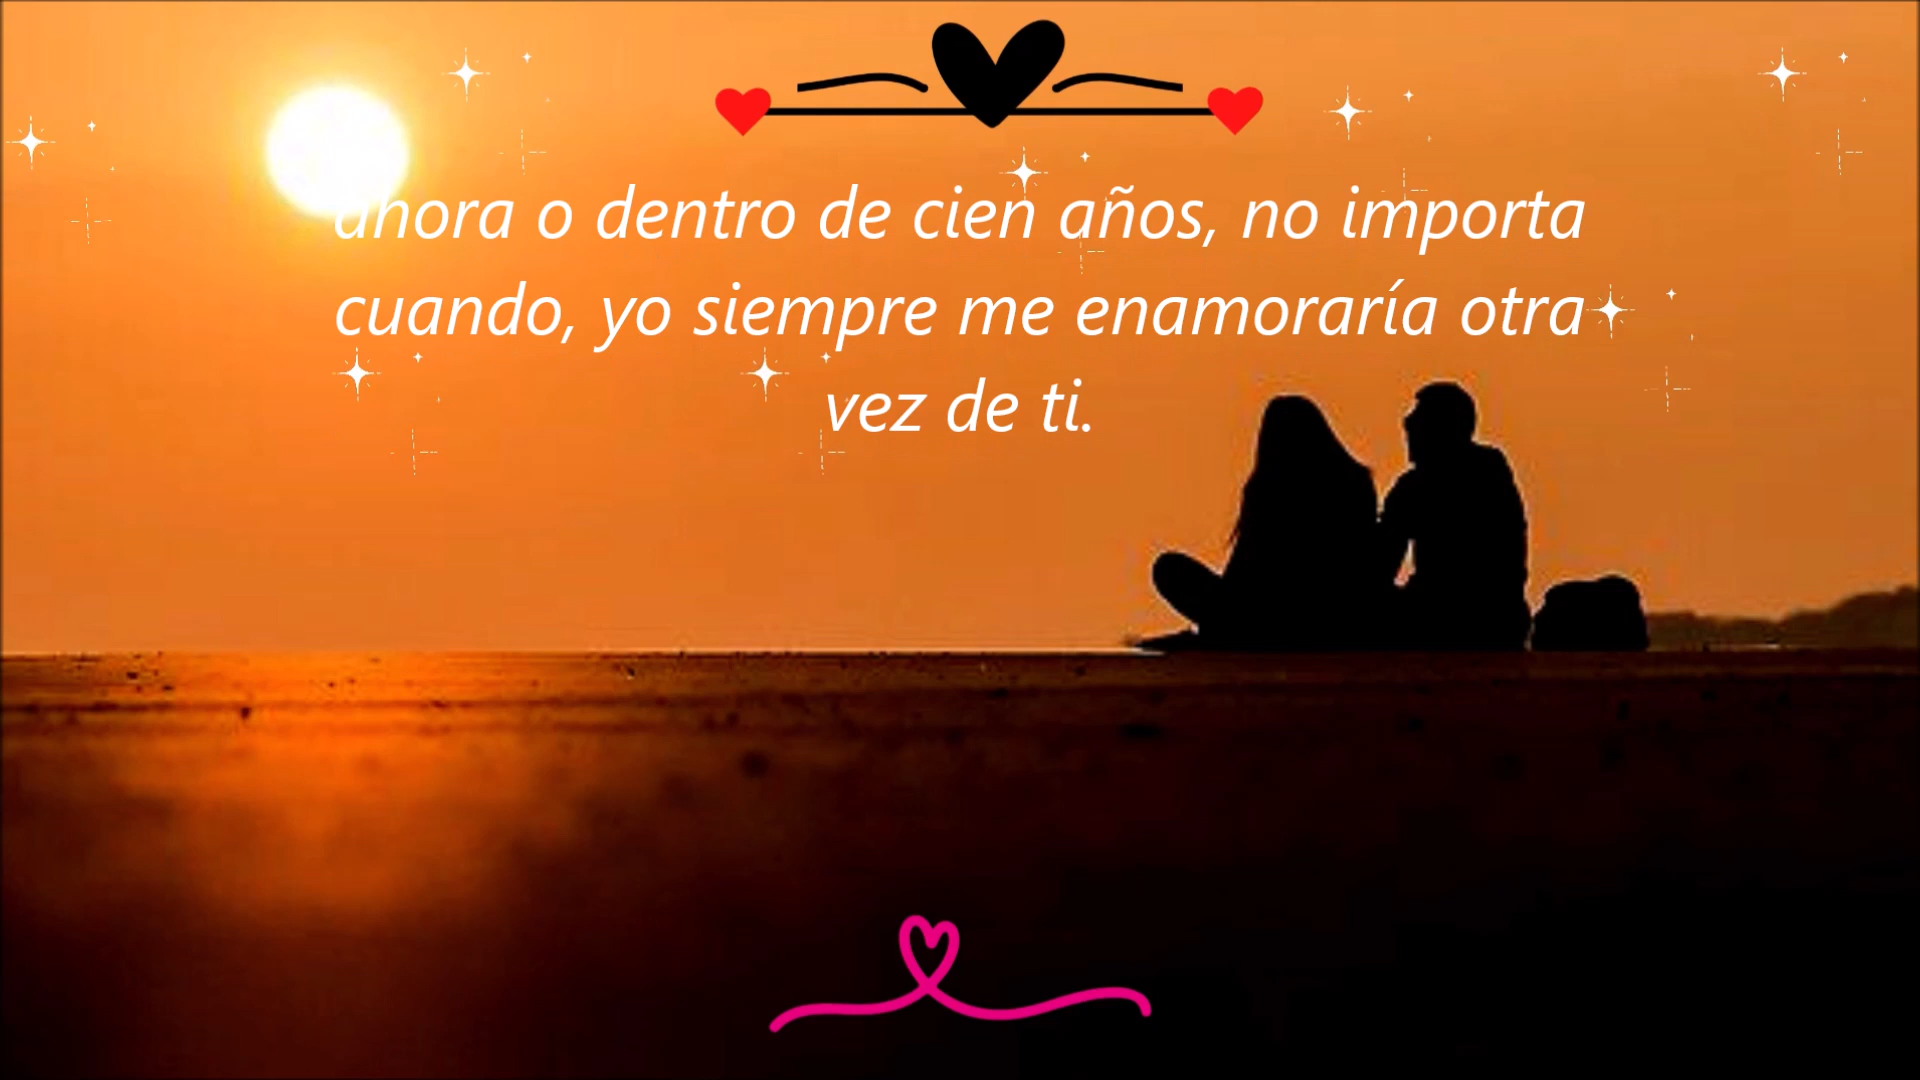 ahora o dentro de cien años, no importa
cuando, yo siempre me enamoraría otra
vez de ti.